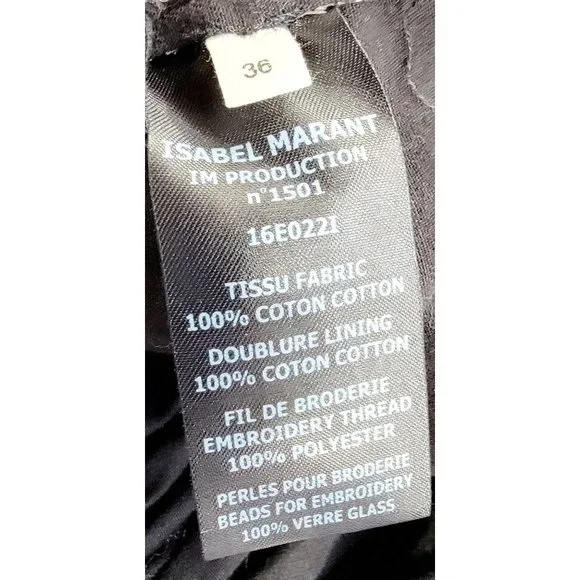 36
ISABEL MARANT
IM PRODUCTION
n°1501
16E022I
TISSU FABRIC
100% COTON COTTON
DOUBLURE LINING
100% COTON COTTON
FIL DE BRODERIE
EMBROIDERY THREAD
100% POLYESTER
PERLES POUR BRODERIE
BEADS FOR EMBROIDERY
100% VERRE GLASS